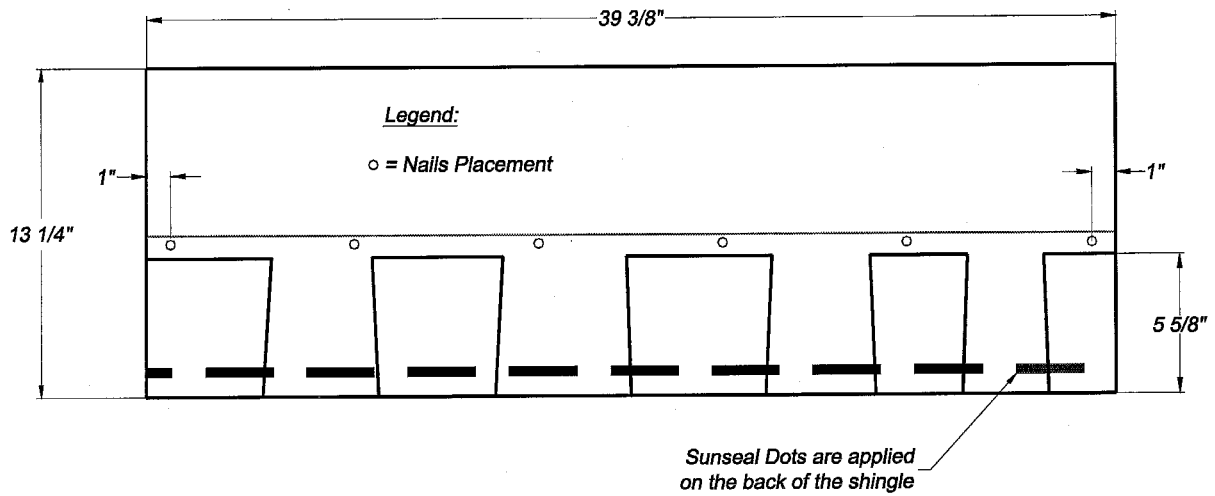 39 3/8"
Legend:
○ = Nails Placement
1"
1"
13 1/4"
5 5/8"
Sunseal Dots are applied
on the back of the shingle